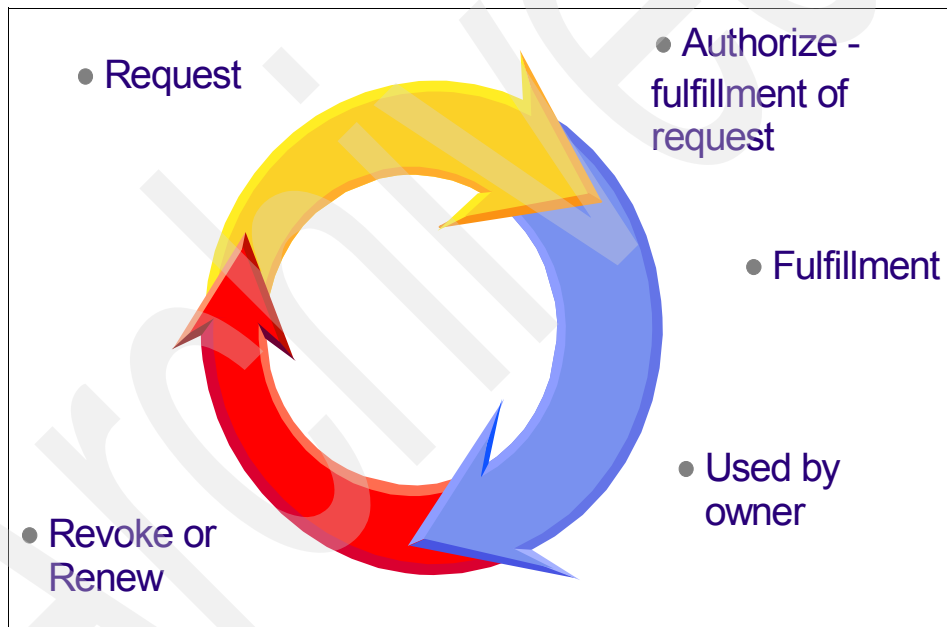 • Request
• Authorize -
fulfillment of
request
• Fulfillment
• Used by
owner
• Revoke or
Renew